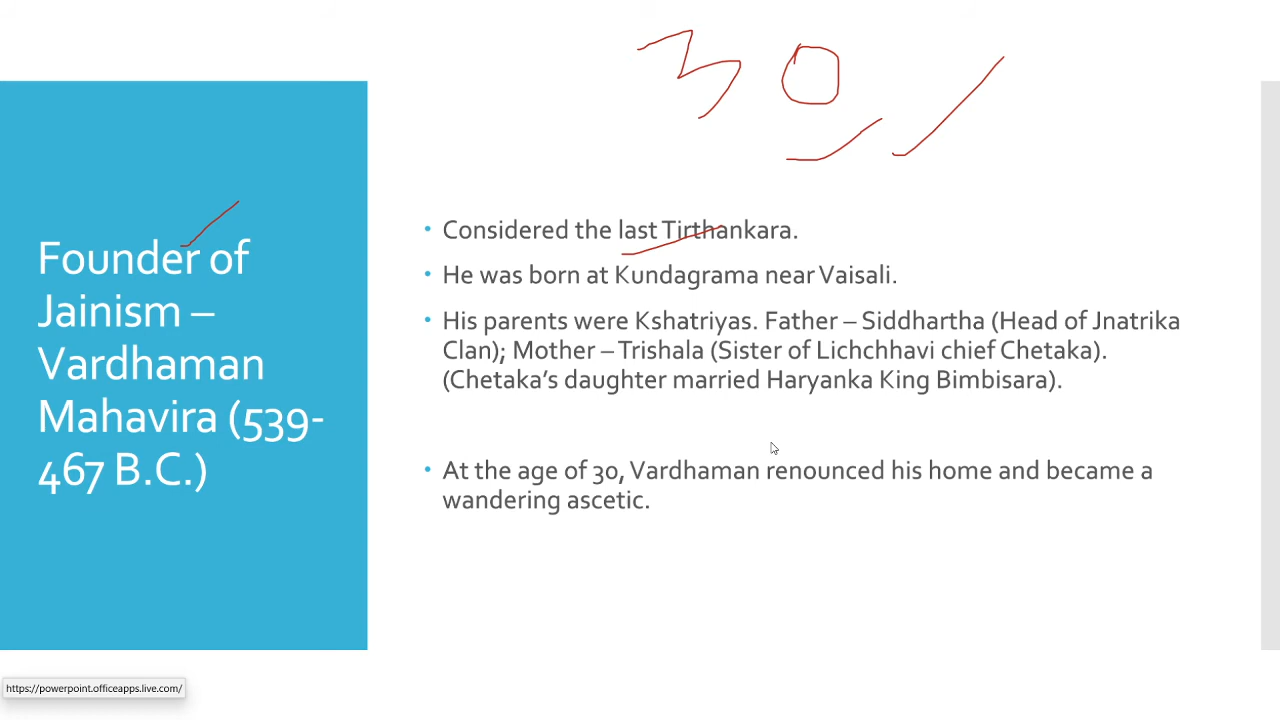 30
Founder of
Jainism –
Vardhaman
Mahavira (539-
467 B.C.)
• Considered the last Tirthankara.
• He was born at Kundagrama near Vaisali.
• His parents were Kshatriyas. Father – Siddhartha (Head of Jnatrika
Clan); Mother – Trishala (Sister of Lichchhavi chief Chetaka).
(Chetaka's daughter married Haryanka King Bimbisara).
• At the age of 30, Vardhaman renounced his home and became a
wandering ascetic.
https://powerpoint.officeapps.live.com/